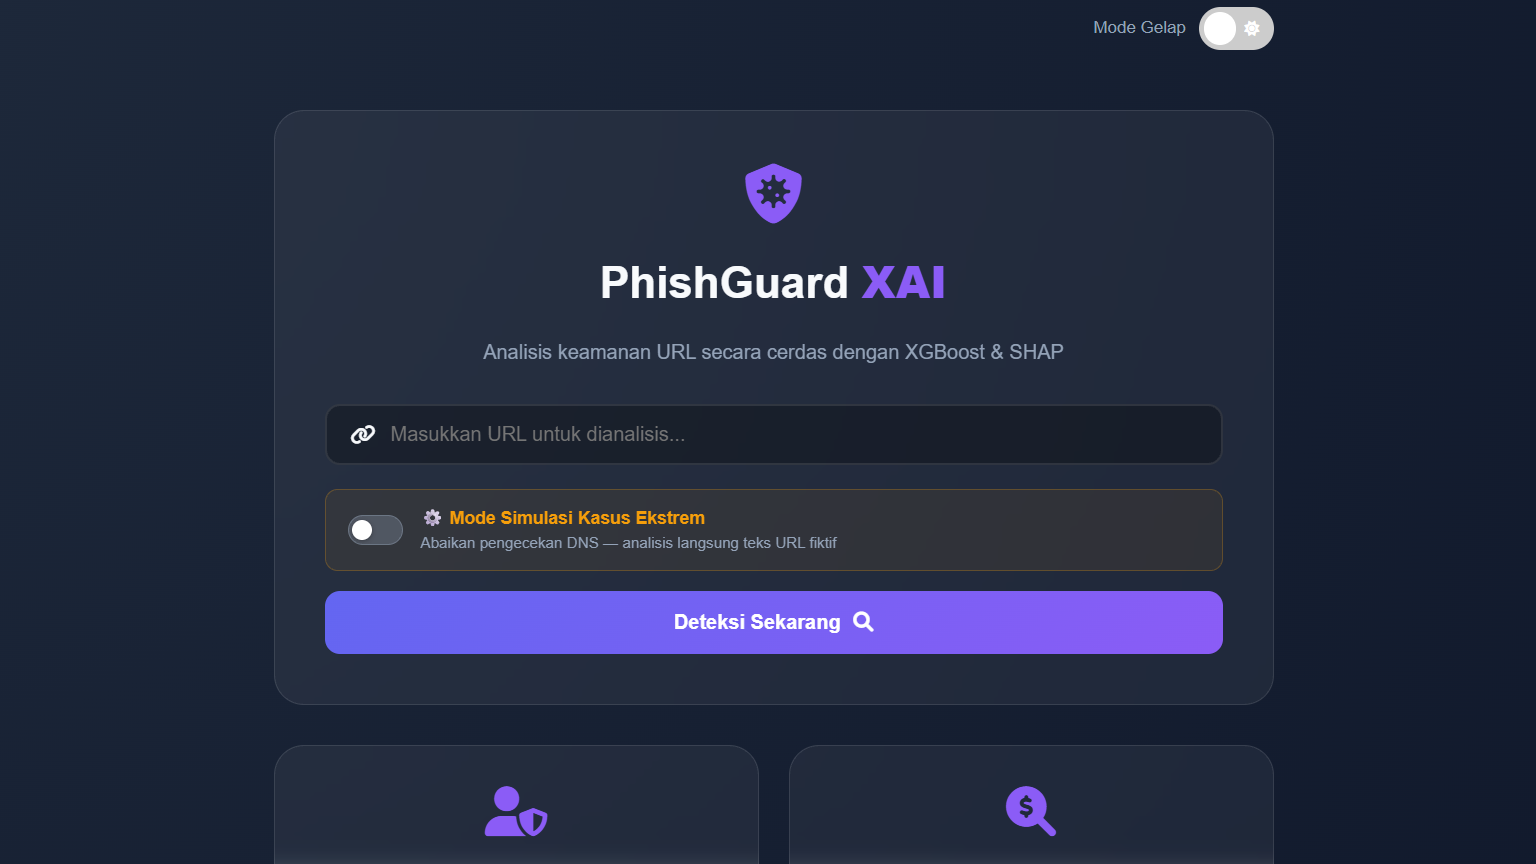 Mode Gelap
PhishGuard XAI
Analisis keamanan URL secara cerdas dengan XGBoost & SHAP
Masukkan URL untuk dianalisis...
Mode Simulasi Kasus Ekstrem
Abaikan pengecekan DNS — analisis langsung teks URL fiktif
Deteksi Sekarang
$